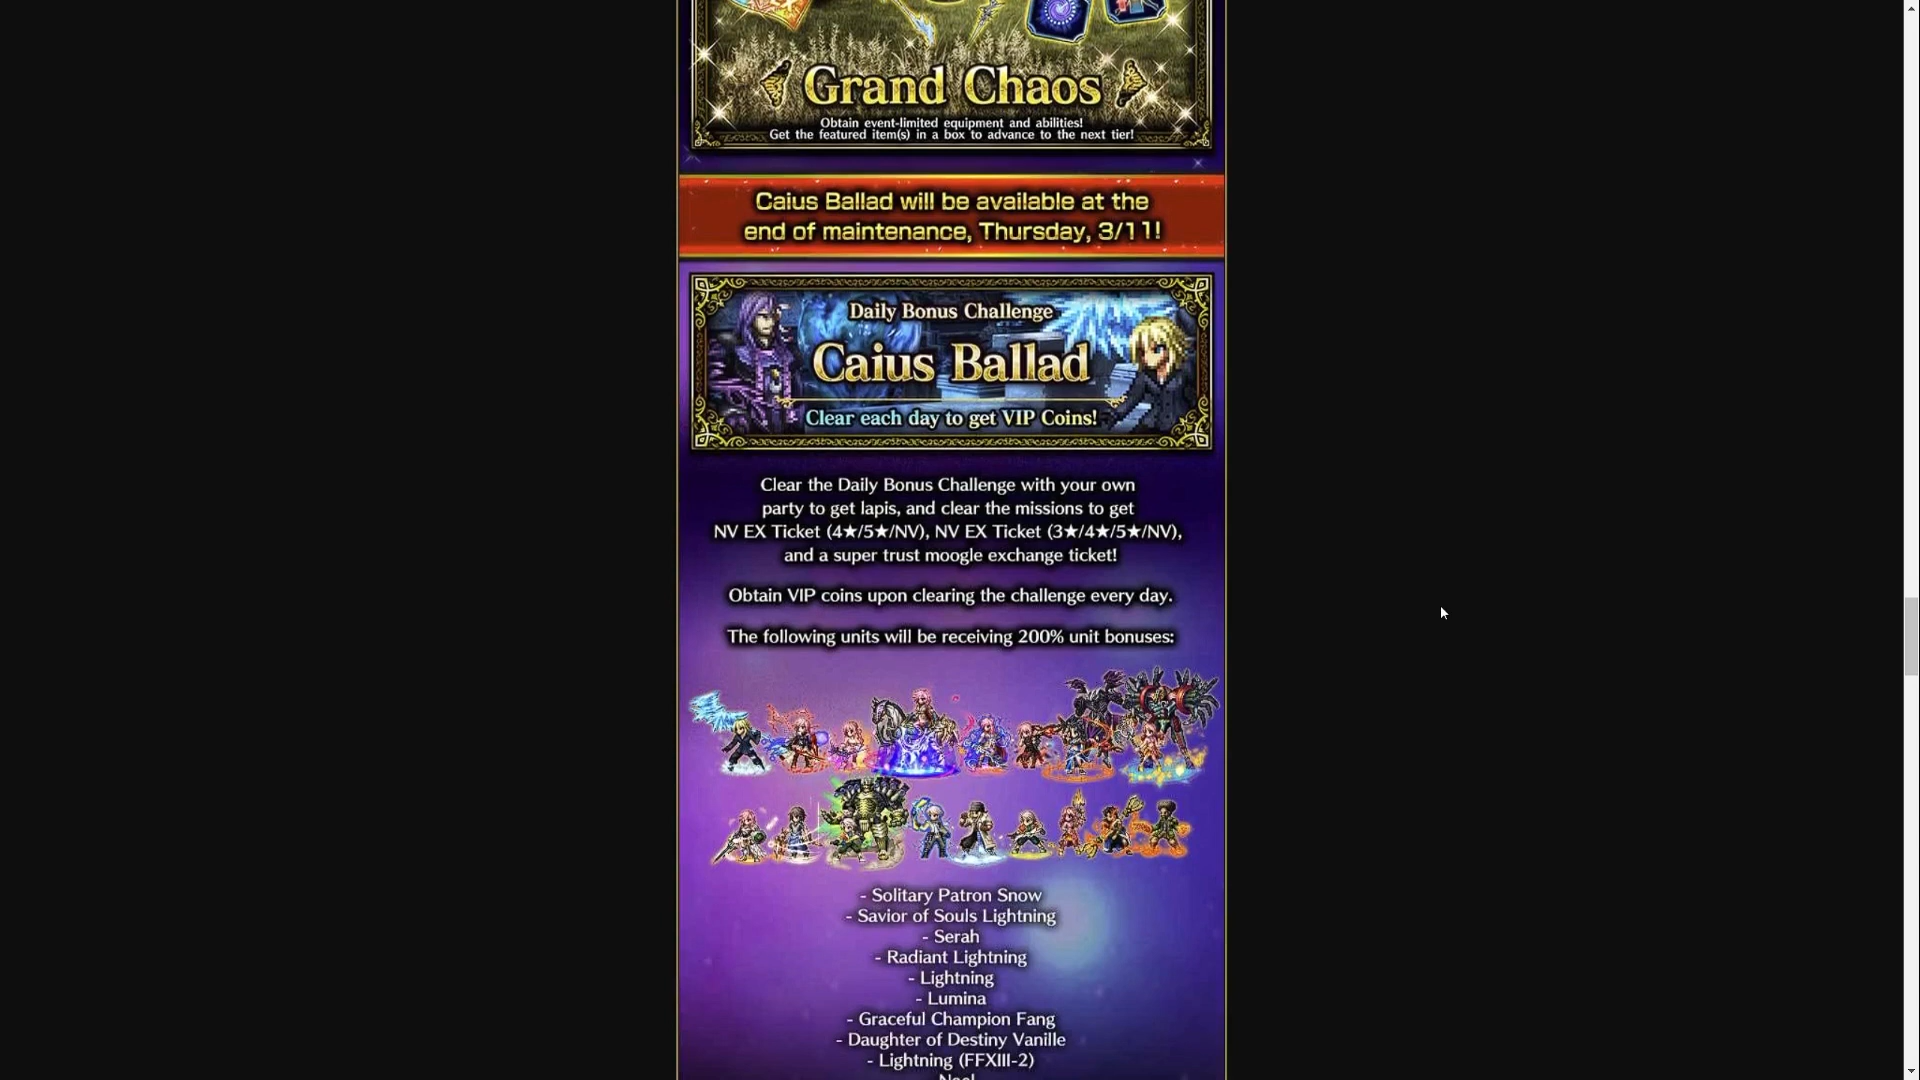 Grand Chaos
Obtain event-limited equipment and abilities!
Get the featured item(s) in a box to advance to the next tier!
Caius Ballad will be available at the
end of maintenance, Thursday, 3/11!
Daily Bonus Challenge
Caius Ballad
Clear each day to get VIP Coins!
Clear the Daily Bonus Challenge with your own
party to get lapis, and clear the missions to get
NV EX Ticket (4★/5★/NV), NV EX Ticket (3★/4★/5★/NV),
and a super trust moogle exchange ticket!
Obtain VIP coins upon clearing the challenge every day.
The following units will be receiving 200% unit bonuses:
- Solitary Patron Snow
- Savior of Souls Lightning
- Serah
- Radiant Lightning
- Lightning
- Lumina
- Graceful Champion Fang
- Daughter of Destiny Vanille
- Lightning (FFXIII-2)